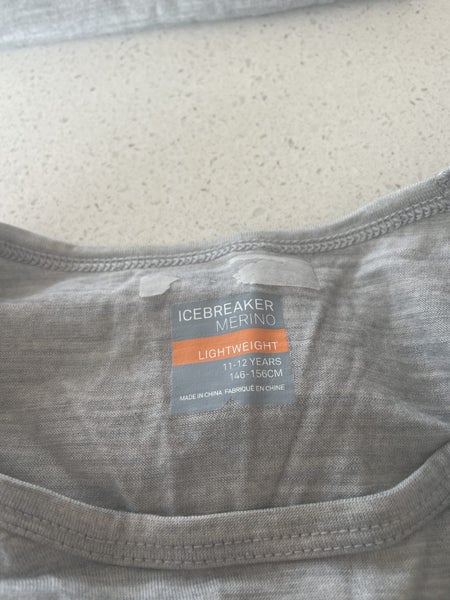 ICEBREAKER
MERINO
LIGHTWEIGHT
11-12 YEARS
146-156CM
MADE IN CHINA FABRIQUÉ EN CHINE